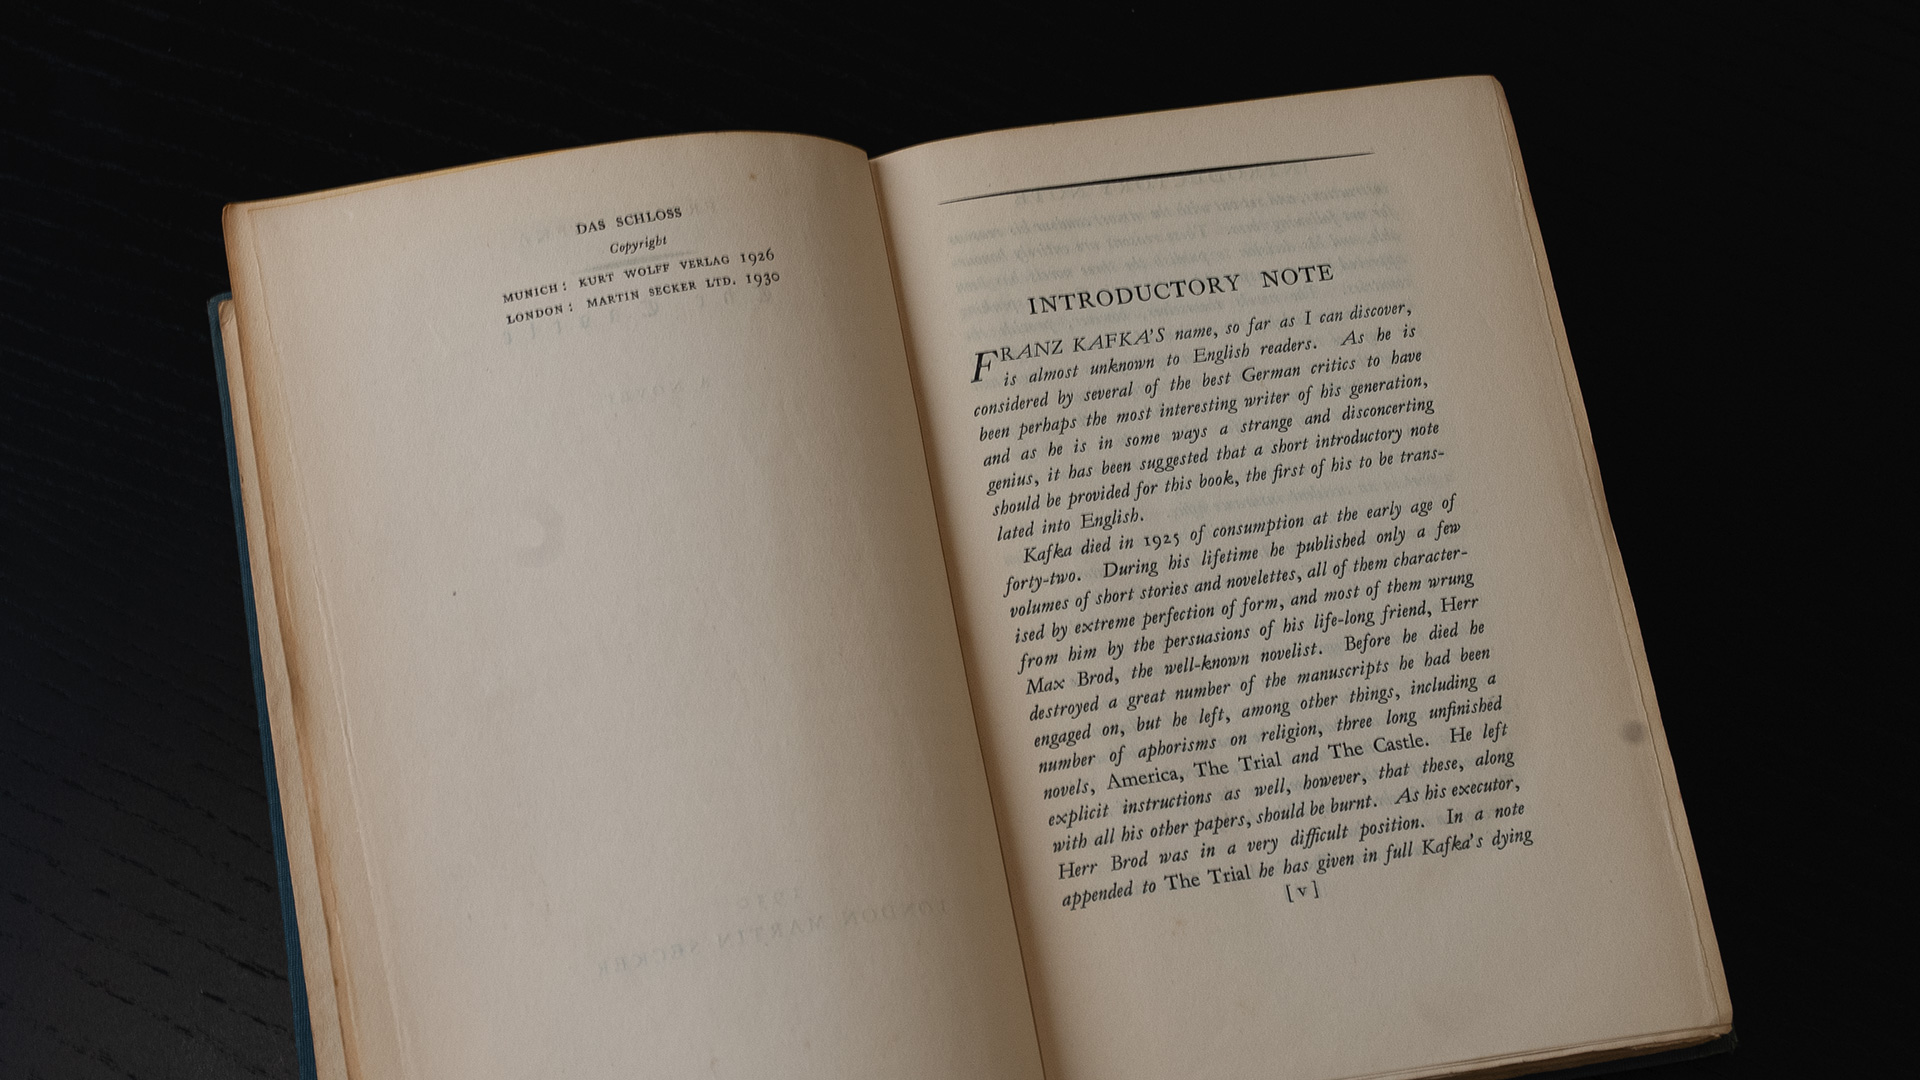 DAS SCHLOSS
Copyright
MUNICH: KURT WOLFF VERLAG 1926
LONDON: MARTIN SECKER LTD. 1930
INTRODUCTORY NOTE
FRANZ KAFKA'S name, so far as I can discover,
is almost unknown to English readers. As he is
considered by several of the best German critics to have
been perhaps the most interesting writer of his generation,
and as he is in some ways a strange and disconcerting
genius, it has been suggested that a short introductory note
should be provided for this book, the first of his to be trans-
lated into English.
Kafka died in 1925 of consumption at the early age of
forty-two. During his lifetime he published only a few
volumes of short stories and novelettes, all of them character-
ised by extreme perfection of form, and most of them wrung
from him by the persuasions of his life-long friend, Herr
Max Brod, the well-known novelist. Before he died he
destroyed a great number of the manuscripts he had been
engaged on, but he left, among other things, including a
number of aphorisms on religion, three long unfinished
novels, America, The Trial and The Castle. He left
explicit instructions as well, however, that these, along
with all his other papers, should be burnt. As his executor,
Herr Brod was in a very difficult position. In a note
appended to The Trial he has given in full Kafka's dying
[v]